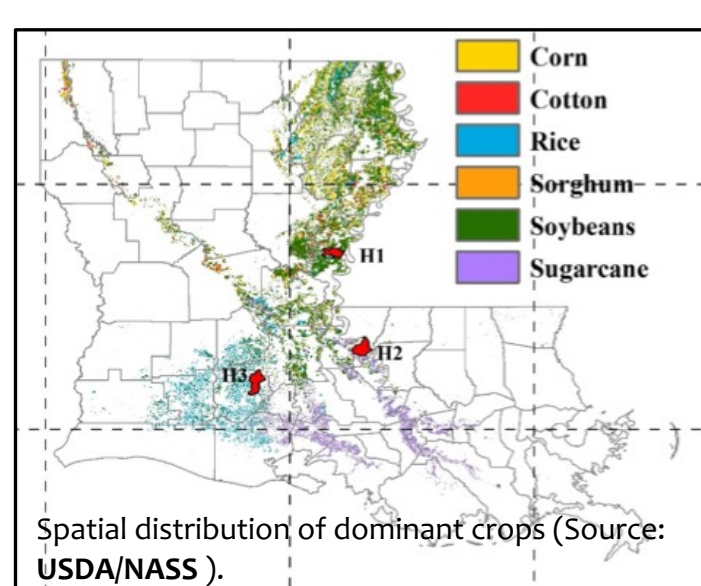 Corn
Cotton
Rice
Sorghum
Soybeans
Sugarcane
H1
H2
H3
Spatial distribution of dominant crops (Source:
USDA/NASS ).